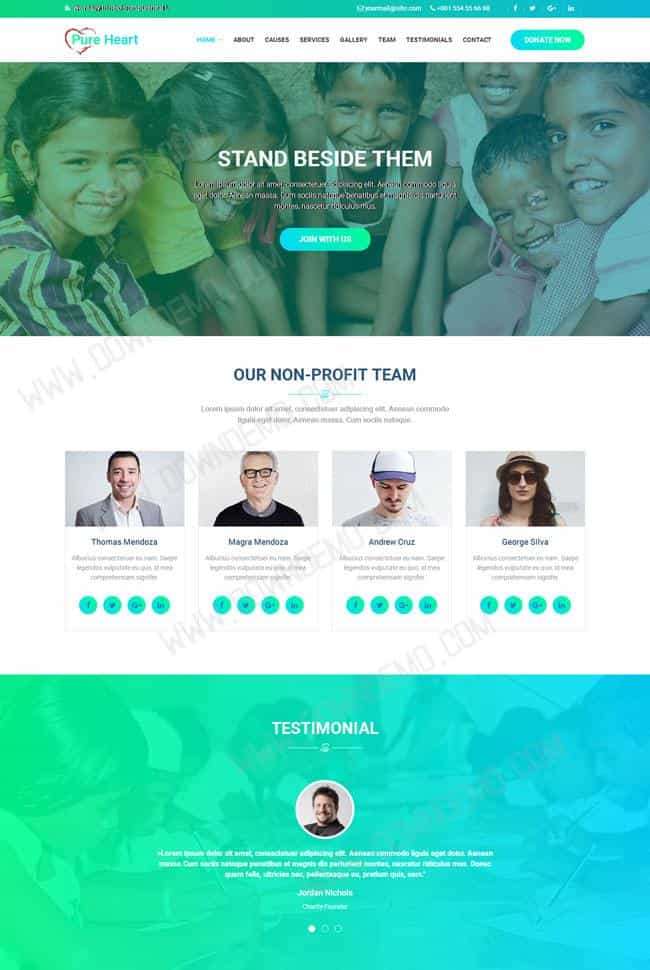 yourmail@site.com +001 554 55 66 88
Pure Heart
HOME ABOUT CAUSES SERVICES GALLERY TEAM TESTIMONIALS CONTACT DONATE NOW
STAND BESIDE THEM
Lorem ipsum dolor sit amet, consectetuer adipiscing elit. Aenean commodo ligula
eget dolor. Aenean massa. Cum sociis natoque penatibus et magnis dis parturient
montes, nascetur ridiculus mus.
JOIN WITH US
OUR NON-PROFIT TEAM
Lorem ipsum dolor sit amet, consectetuer adipiscing elit. Aenean commodo
ligula eget dolor. Aenean massa. Cum sociis natoque.
Thomas Mendoza Magra Mendoza Andrew Cruz George Silva
Albucius consectetuer eu nam. Saepe Albucius consectetuer eu nam. Saepe Albucius consectetuer eu nam. Saepe Albucius consectetuer eu nam. Saepe
legendos vulputate eu quo, id mea legendos vulputate eu quo, id mea legendos vulputate eu quo, id mea legendos vulputate eu quo, id mea
comprehensam signifer. comprehensam signifer. comprehensam signifer. comprehensam signifer.
TESTIMONIAL
"Lorem ipsum dolor sit amet, consectetuer adipiscing elit. Aenean commodo ligula eget dolor. Aenean
massa Cum sociis natoque penatibus et magnis dis parturient montes, nascetur ridiculus mus. Donec
quam felis, ultricies nec, pellentesque eu, pretium quis, sem."
Jordan Nichols
Charity Founder
WWW.DOWNDEMO.COM
WWW.DOWNDEMO.COM
WWW.DOWNDEMO.COM